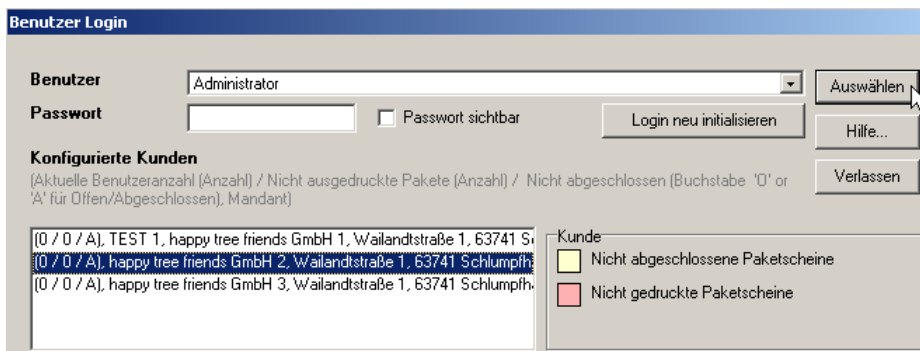 Benutzer Login
Benutzer
Administrator
Auswählen
Passwort
Passwort sichtbar
Login neu initialisieren
Hilfe...
Konfigurierte Kunden
Verlassen
(Aktuelle Benutzeranzahl (Anzahl) / Nicht ausgedruckte Pakete (Anzahl) / Nicht abgeschlossen (Buchstabe 'O' or
'A' für Offen/Abgeschlossen), Mandant)
(0 / 0 / A), TEST 1, happy tree friends GmbH 1, Wailandtstraße 1, 63741
(0 / 0 / A), happy tree friends GmbH 2, Wailandtstraße 1, 63741 Schlumpfh
(0 / 0 / A), happy tree friends GmbH 3, Wailandtstraße 1, 63741 Schlumpfh
Kunde
Nicht abgeschlossene Paketscheine
Nicht gedruckte Paketscheine